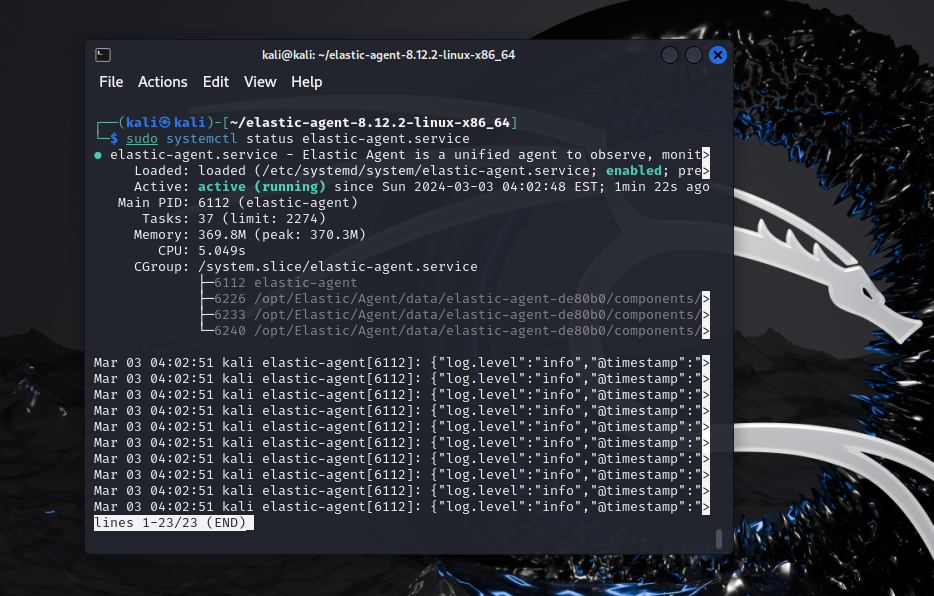 kali@kali: ~/elastic-agent-8.12.2-linux-x86_64
File Actions Edit View Help
┌──(kali㉿kali)-[~/elastic-agent-8.12.2-linux-x86_64]
└─$ sudo systemctl status elastic-agent.service
● elastic-agent.service - Elastic Agent is a unified agent to observe, monit>
Loaded: loaded (/etc/systemd/system/elastic-agent.service; enabled; pre>
Active: active (running) since Sun 2024-03-03 04:02:48 EST; 1min 22s ago
Main PID: 6112 (elastic-agent)
Tasks: 37 (limit: 2274)
Memory: 369.8M (peak: 370.3M)
CPU: 5.049s
CGroup: /system.slice/elastic-agent.service
├─6112 elastic-agent
├─6226 /opt/Elastic/Agent/data/elastic-agent-de80b0/components/>
├─6233 /opt/Elastic/Agent/data/elastic-agent-de80b0/components/>
└─6240 /opt/Elastic/Agent/data/elastic-agent-de80b0/components/>
Mar 03 04:02:51 kali elastic-agent[6112]: {"log.level":"info","@timestamp":">
Mar 03 04:02:51 kali elastic-agent[6112]: {"log.level":"info","@timestamp":">
Mar 03 04:02:51 kali elastic-agent[6112]: {"log.level":"info","@timestamp":">
Mar 03 04:02:51 kali elastic-agent[6112]: {"log.level":"info","@timestamp":">
Mar 03 04:02:51 kali elastic-agent[6112]: {"log.level":"info","@timestamp":">
Mar 03 04:02:51 kali elastic-agent[6112]: {"log.level":"info","@timestamp":">
Mar 03 04:02:51 kali elastic-agent[6112]: {"log.level":"info","@timestamp":">
Mar 03 04:02:51 kali elastic-agent[6112]: {"log.level":"info","@timestamp":">
Mar 03 04:02:51 kali elastic-agent[6112]: {"log.level":"info","@timestamp":">
Mar 03 04:02:51 kali elastic-agent[6112]: {"log.level":"info","@timestamp":">
lines 1-23/23 (END)